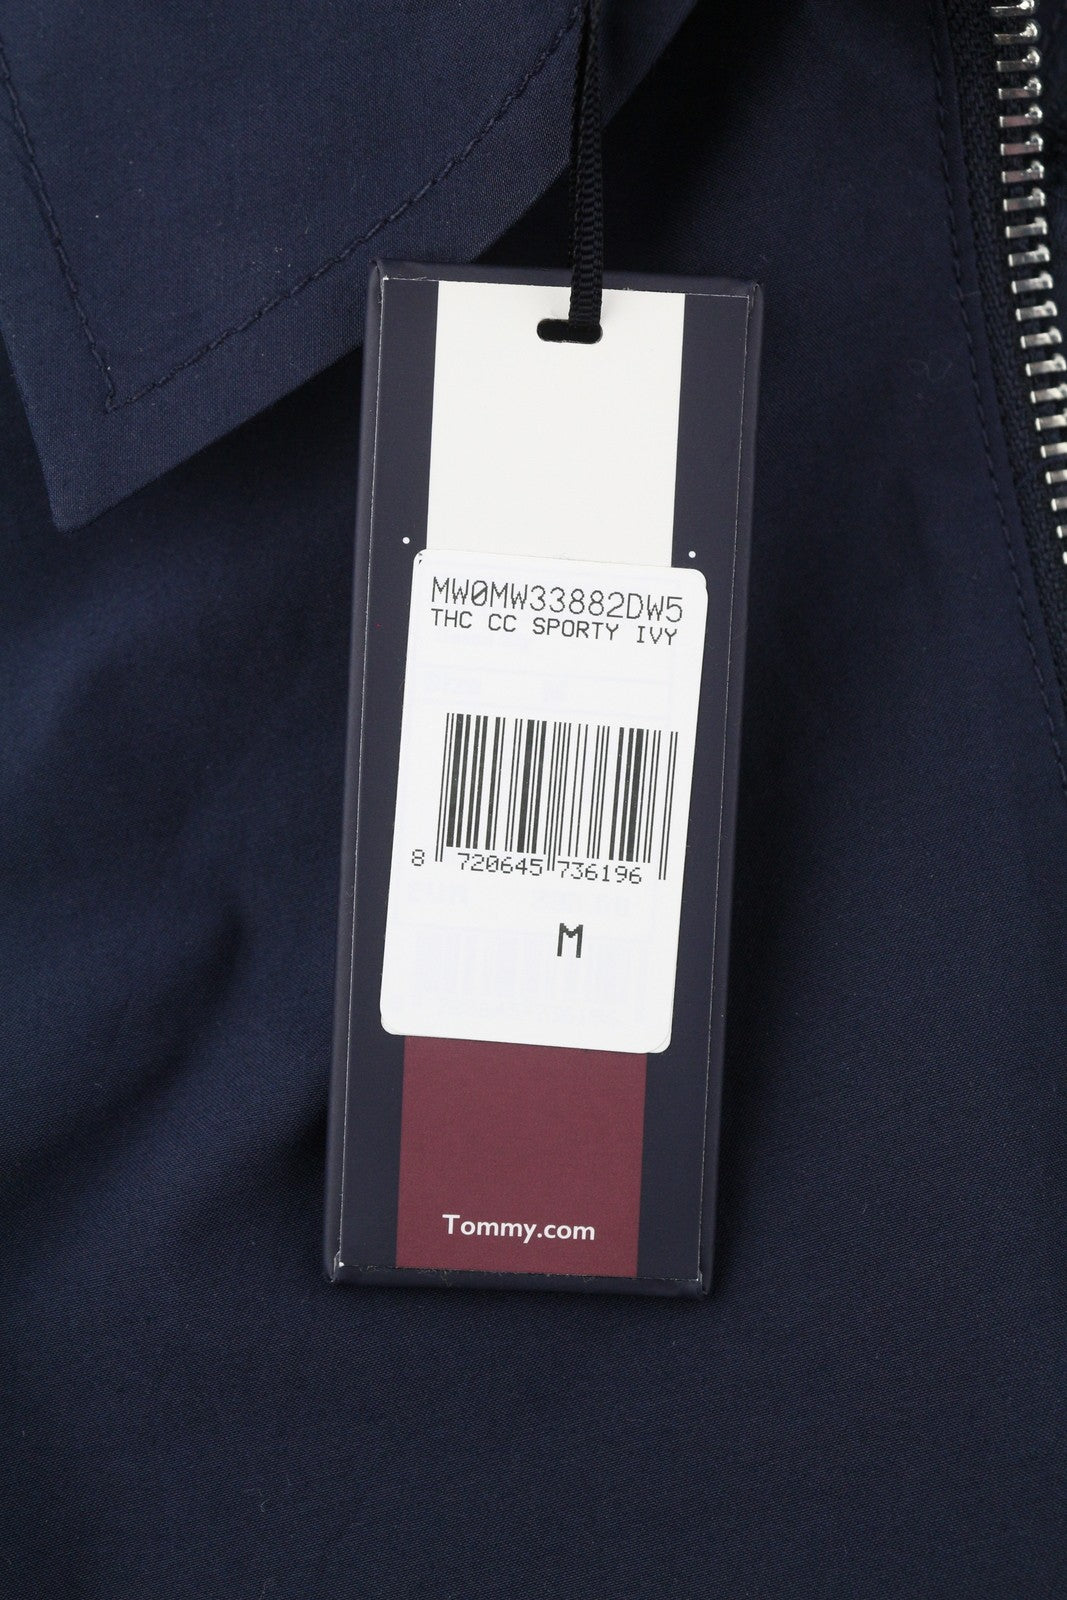 MW0MW33882DW5
THC CC SPORTY IVY
8 720645 736196
M
Tommy.com